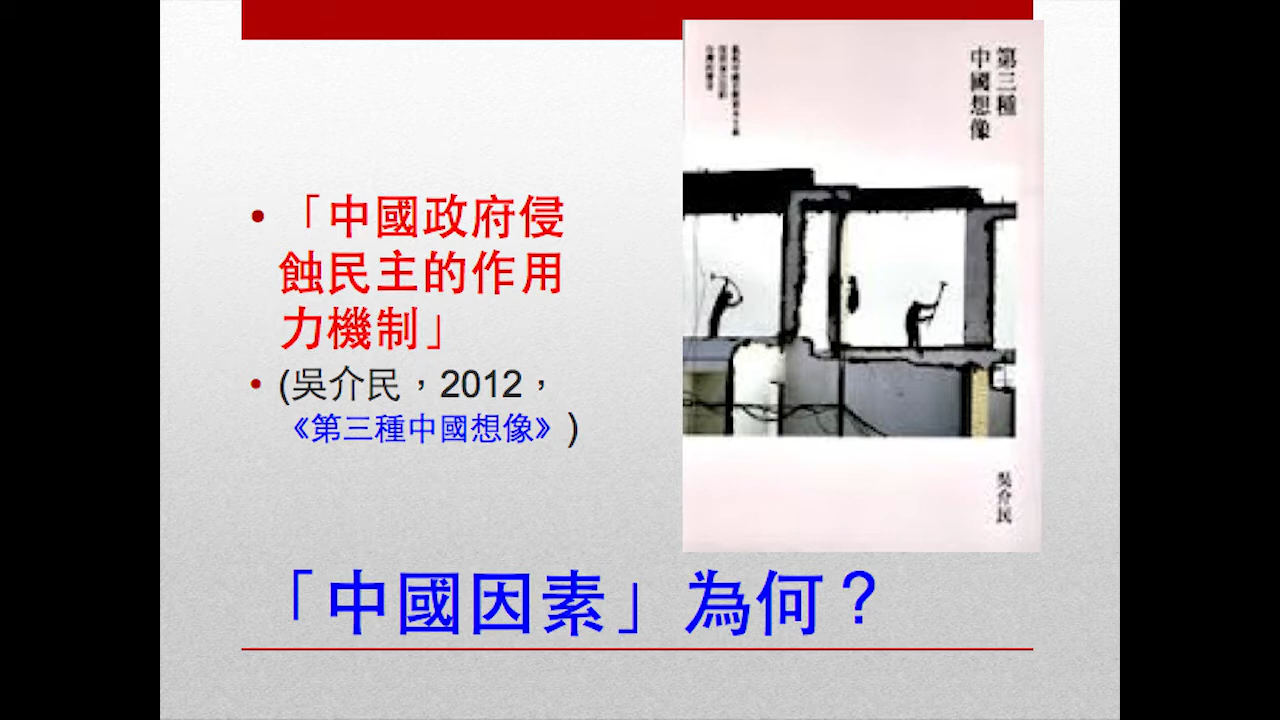 「中國政府侵
蝕民主的作用
力機制」
(吳介民，2012，
《第三種中國想像》)
第三種
中國想像
吳介民
「中國因素」為何？